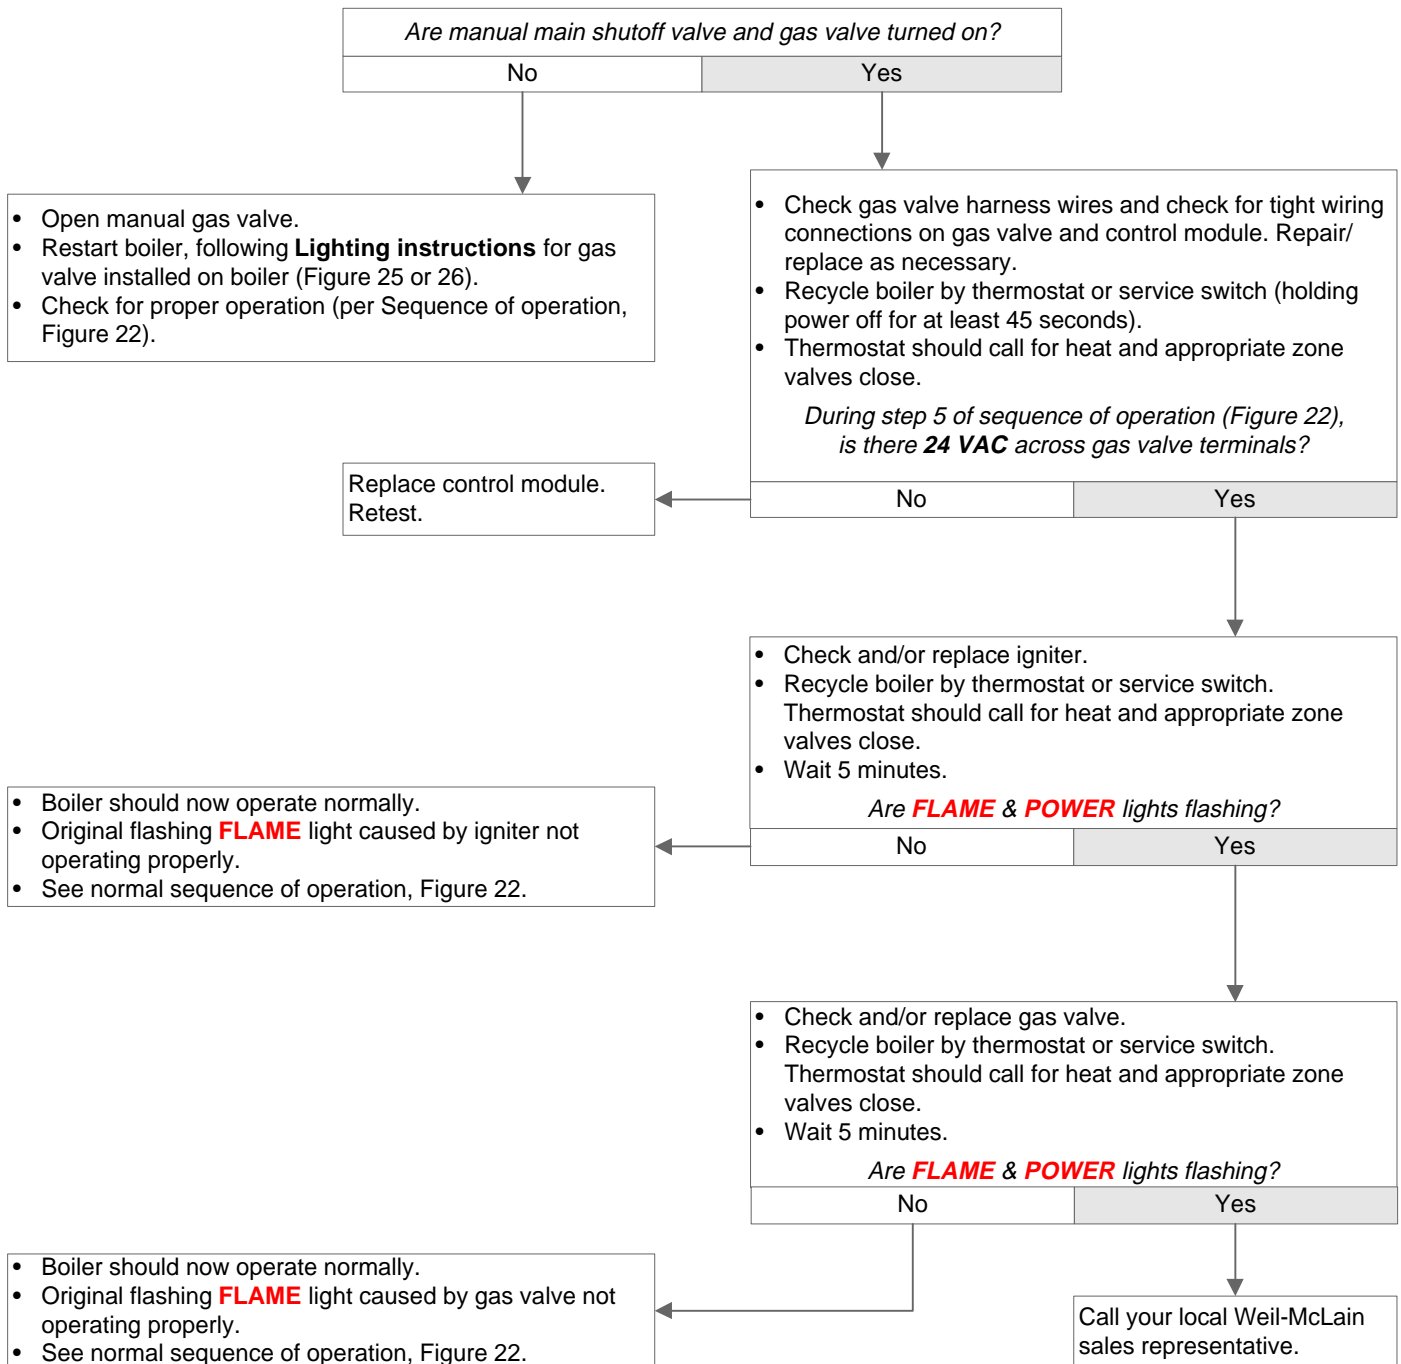 Are manual main shutoff valve and gas valve turned on?
No
Yes
• Open manual gas valve.
• Restart boiler, following Lighting instructions for gas
valve installed on boiler (Figure 25 or 26).
• Check for proper operation (per Sequence of operation,
Figure 22).
• Check gas valve harness wires and check for tight wiring
connections on gas valve and control module. Repair/
replace as necessary.
• Recycle boiler by thermostat or service switch (holding
power off for at least 45 seconds).
• Thermostat should call for heat and appropriate zone
valves close.
During step 5 of sequence of operation (Figure 22),
is there 24 VAC across gas valve terminals?
No
Yes
Replace control module.
Retest.
• Check and/or replace igniter.
• Recycle boiler by thermostat or service switch.
Thermostat should call for heat and appropriate zone
valves close.
• Wait 5 minutes.
Are FLAME & POWER lights flashing?
No
Yes
• Boiler should now operate normally.
• Original flashing FLAME light caused by igniter not
operating properly.
• See normal sequence of operation, Figure 22.
• Check and/or replace gas valve.
• Recycle boiler by thermostat or service switch.
Thermostat should call for heat and appropriate zone
valves close.
• Wait 5 minutes.
Are FLAME & POWER lights flashing?
No
Yes
• Boiler should now operate normally.
• Original flashing FLAME light caused by gas valve not
operating properly.
• See normal sequence of operation, Figure 22.
Call your local Weil-McLain
sales representative.